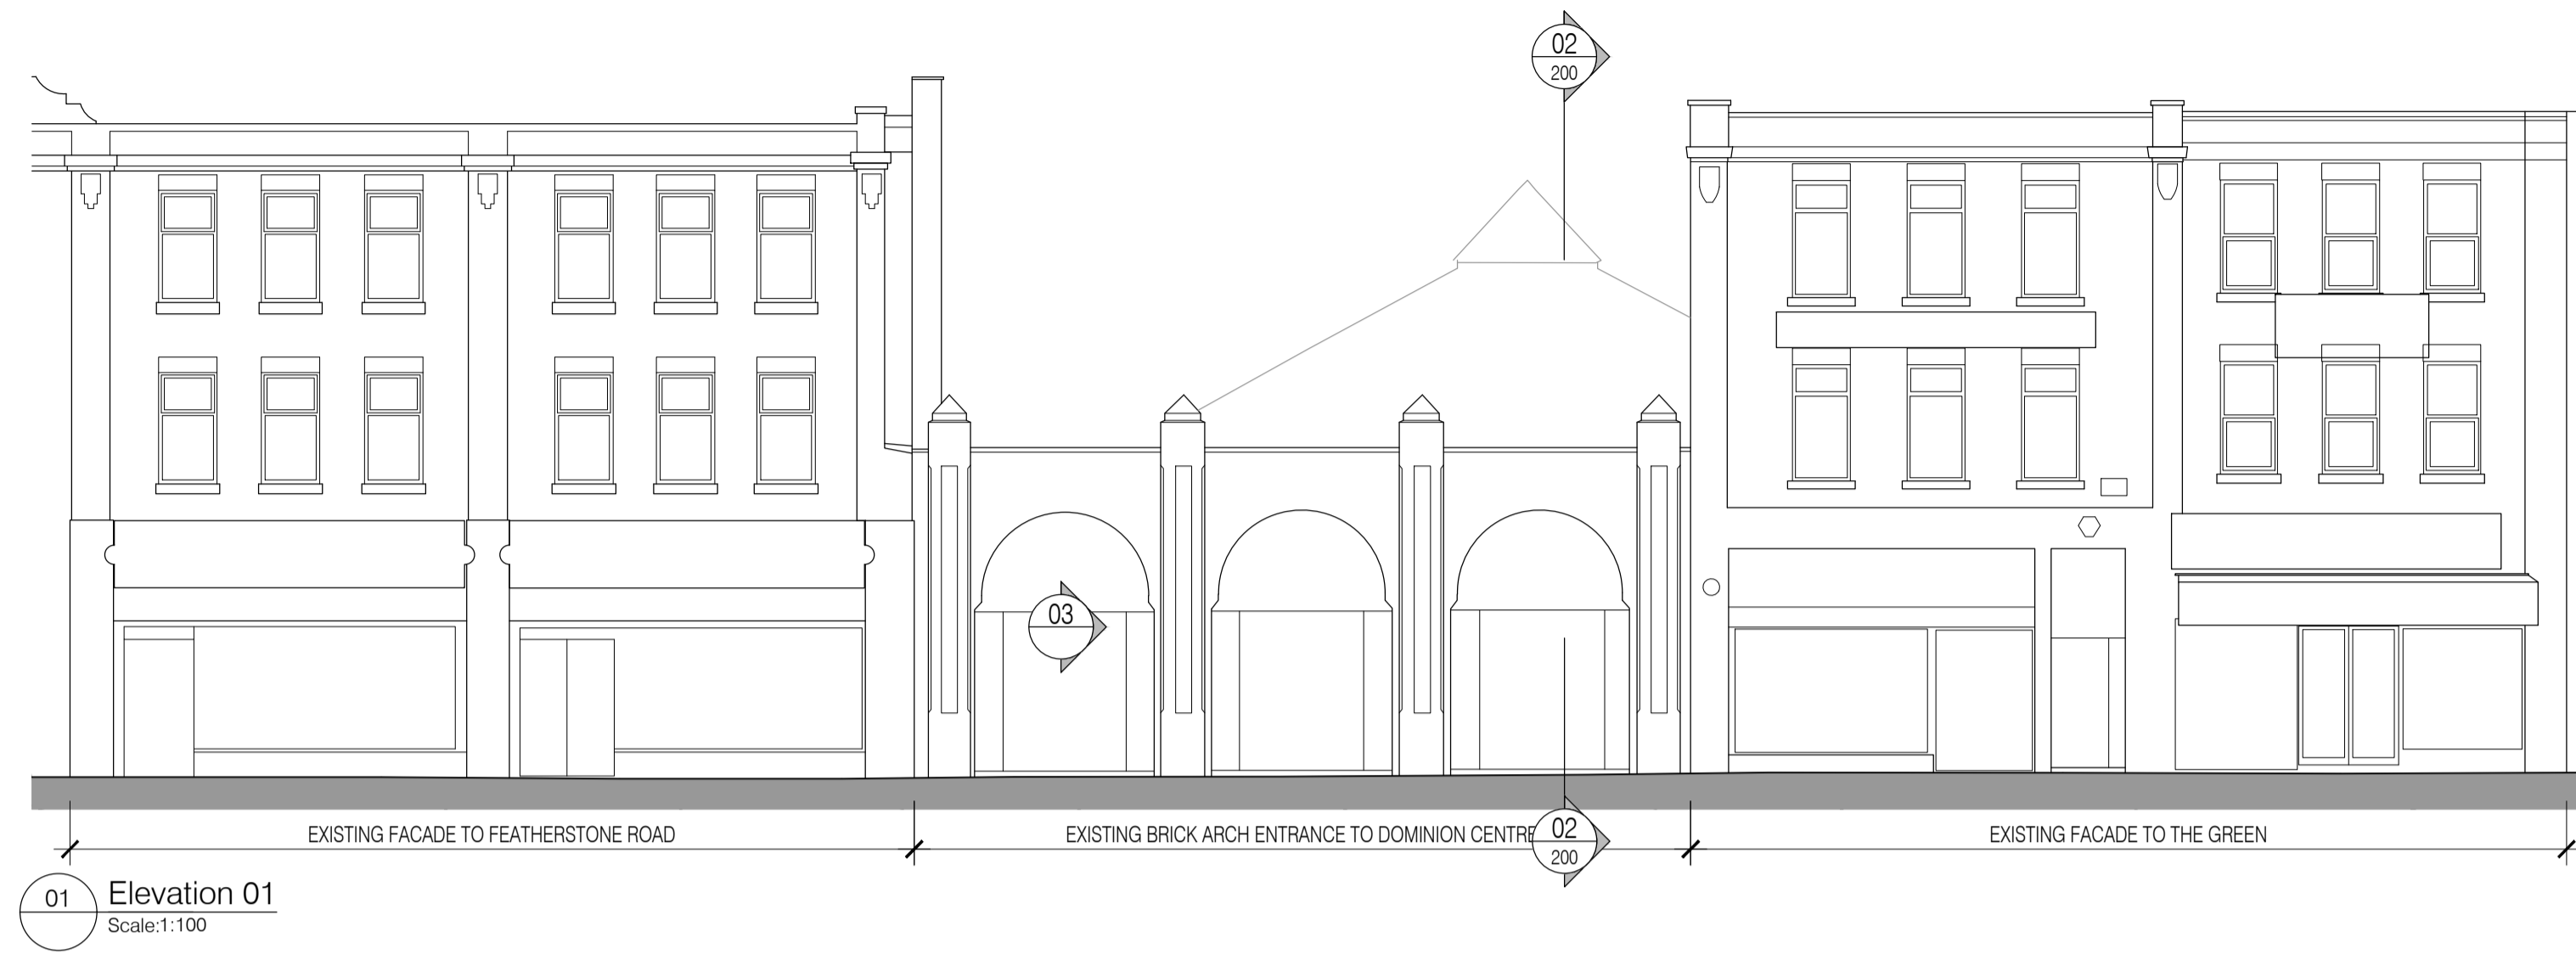 02
200
03
EXISTING FACADE TO FEATHERSTONE ROAD
EXISTING BRICK ARCH ENTRANCE TO DOMINION CENTRE
02
200
EXISTING FACADE TO THE GREEN
01
Elevation 01
Scale:1:100